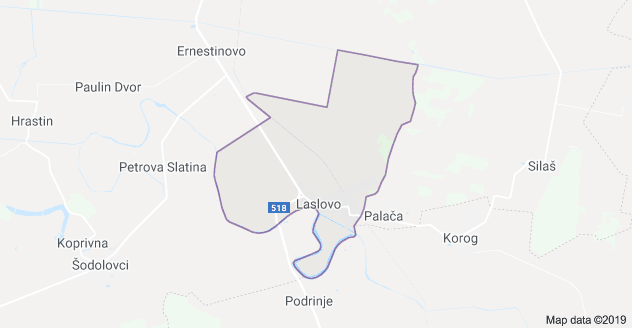 Ernestinovo
Paulin Dvor
Hrastin
Petrova Slatina
Silaš
518
Laslovo
Palača
Koprivna
Korog
Šodolovci
Podrinje
Map data ©2019